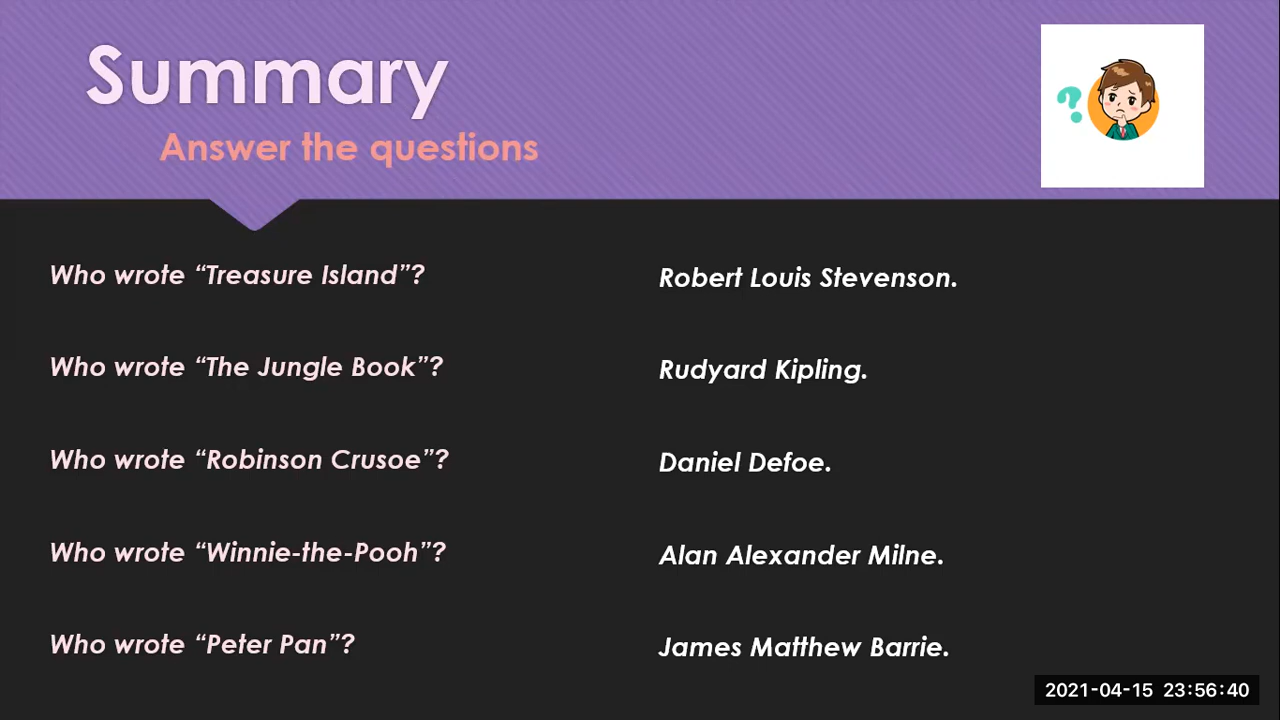 Summary
Answer the questions
?
Who wrote “Treasure Island”?
Robert Louis Stevenson.
Who wrote “The Jungle Book”?
Rudyard Kipling.
Who wrote “Robinson Crusoe”?
Daniel Defoe.
Who wrote “Winnie-the-Pooh”?
Alan Alexander Milne.
Who wrote “Peter Pan”?
James Matthew Barrie.
2021-04-15 23:56:40